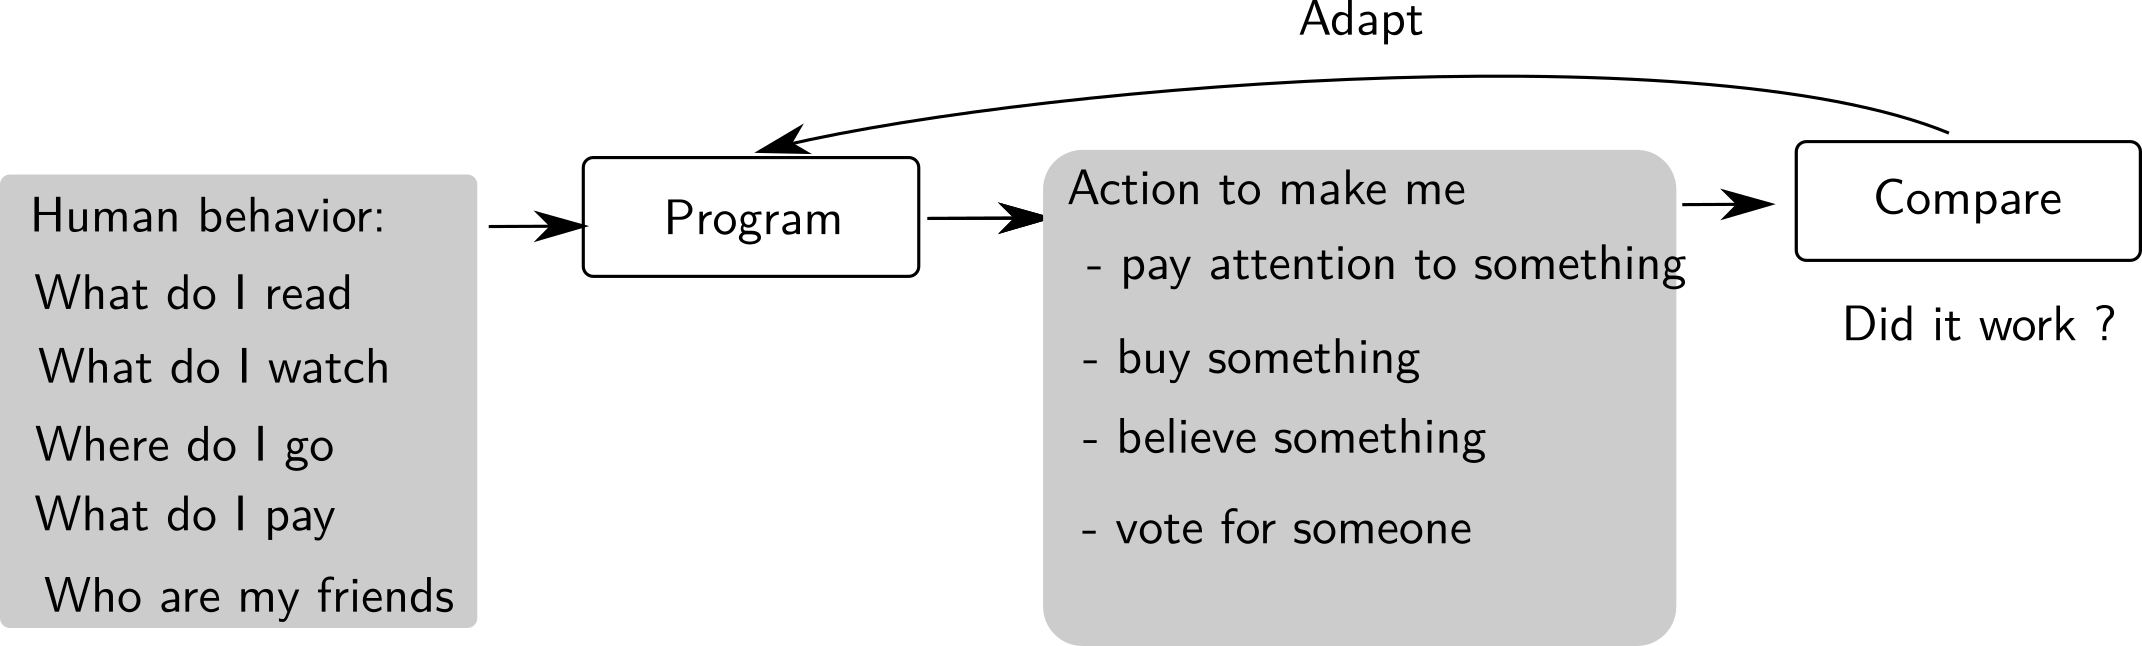 Adapt
Human behavior:
What do I read
What do I watch
Where do I go
What do I pay
Who are my friends
Program
Action to make me
- pay attention to something
- buy something
- believe something
- vote for someone
Compare
Did it work ?